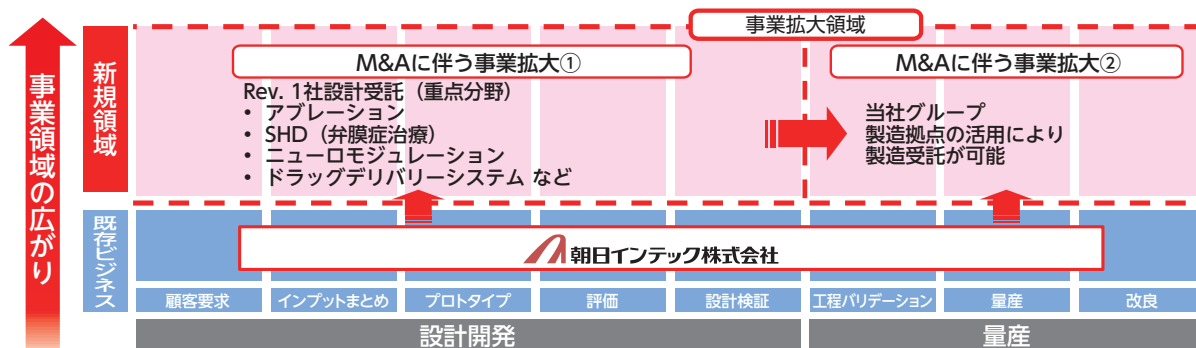 事業領域の広がり
新規領域
既存ビジネス
事業拡大領域
M&Aに伴う事業拡大①
Rev. 1社設計受託（重点分野）
• アブレーション
• SHD（弁膜症治療）
• ニューロモジュレーション
• ドラッグデリバリーシステム など
M&Aに伴う事業拡大②
当社グループ
製造拠点の活用により
製造受託が可能
朝日インテック株式会社
顧客要求
インプットまとめ
プロトタイプ
評価
設計検証
工程バリデーション
量産
改良
設計開発
量産